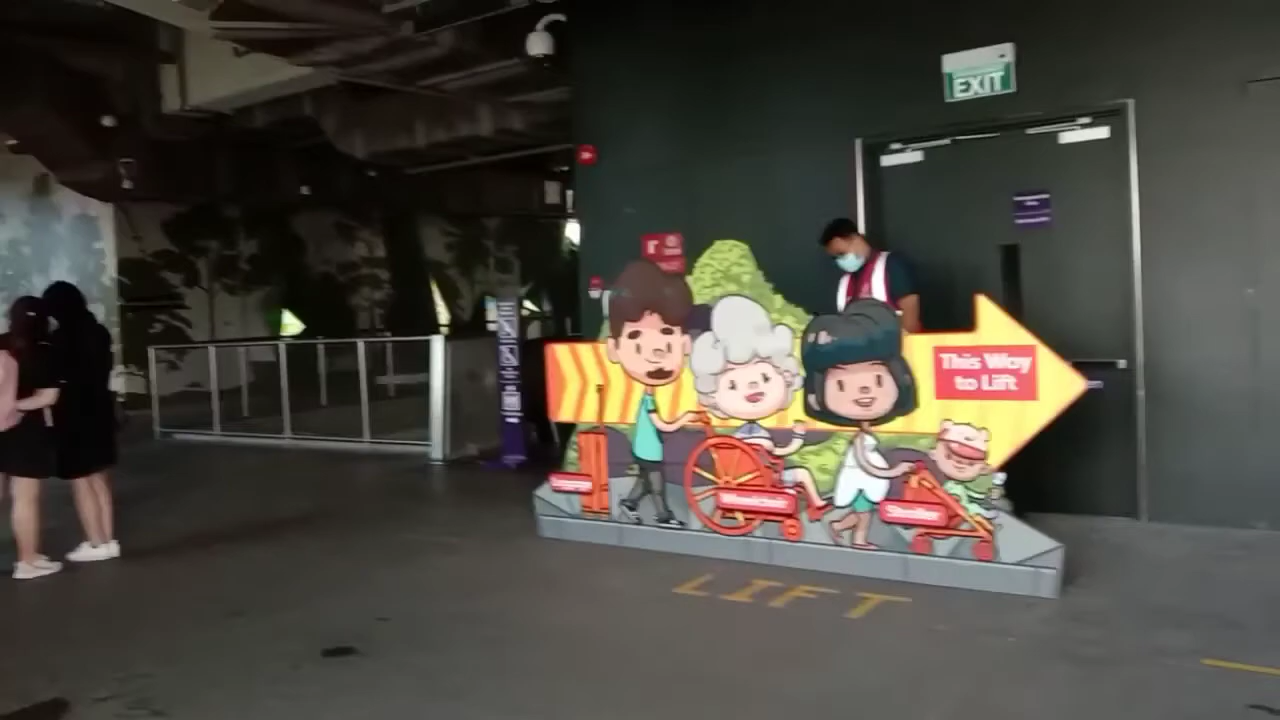 EXIT
This Way
to Lift
Wheelchair
Stroller
LIFT